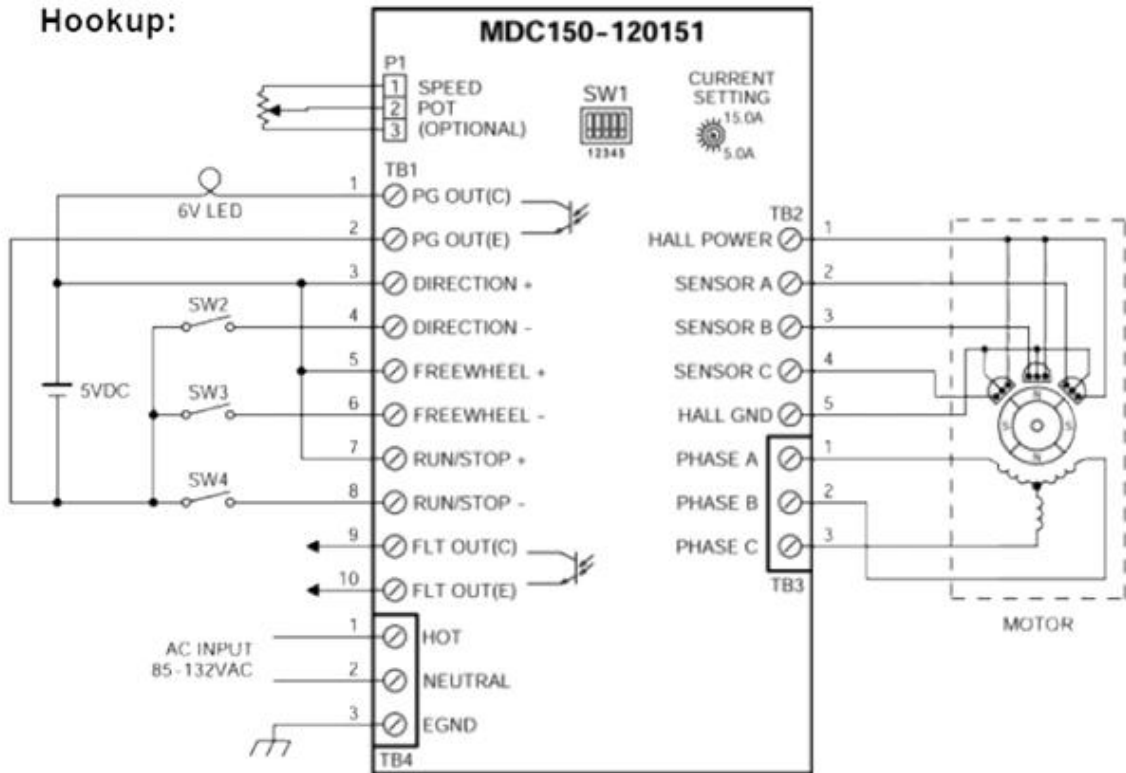 Hookup:
MDC150-120151
P1
1 SPEED
2 POT
3 (OPTIONAL)
SW1
12345
CURRENT
SETTING
15.0A
5.0A
TB1
1 PG OUT(C)
6V LED
2 PG OUT(E)
3 DIRECTION +
SW2
4 DIRECTION -
5 FREEWHEEL +
5VDC
SW3
6 FREEWHEEL -
7 RUN/STOP +
SW4
8 RUN/STOP -
9 FLT OUT(C)
10 FLT OUT(E)
AC INPUT
85-132VAC
1 HOT
2 NEUTRAL
3 EGND
TB4
TB2
HALL POWER 1
SENSOR A 2
SENSOR B 3
SENSOR C 4
HALL GND 5
PHASE A 1
PHASE B 2
PHASE C 3
TB3
N
S S
N
MOTOR